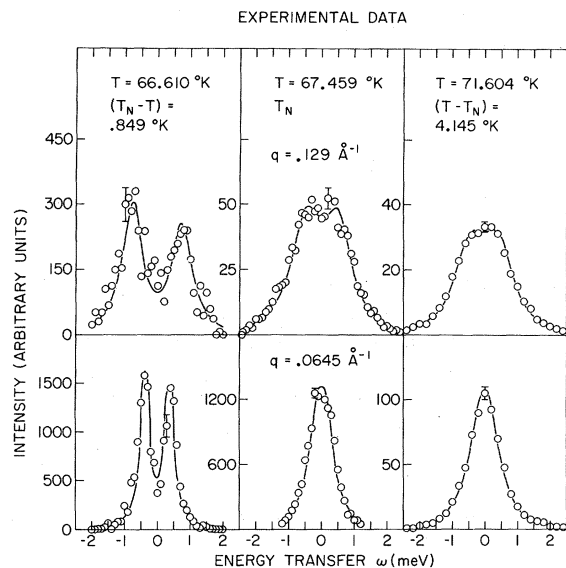 EXPERIMENTAL DATA
T = 66.610 °K
(T_N - T) =
.849 °K
T = 67.459 °K
T_N
T = 71.604 °K
(T - T_N) =
4.145 °K
q = .129 Å⁻¹
450
300
150
0
50
25
0
40
20
0
q = .0645 Å⁻¹
1500
1000
500
0
1200
600
100
50
-2 -1 0 1 2
-2 -1 0 1 2
-2 -1 0 1 2
INTENSITY (ARBITRARY UNITS)
ENERGY TRANSFER ω (meV)